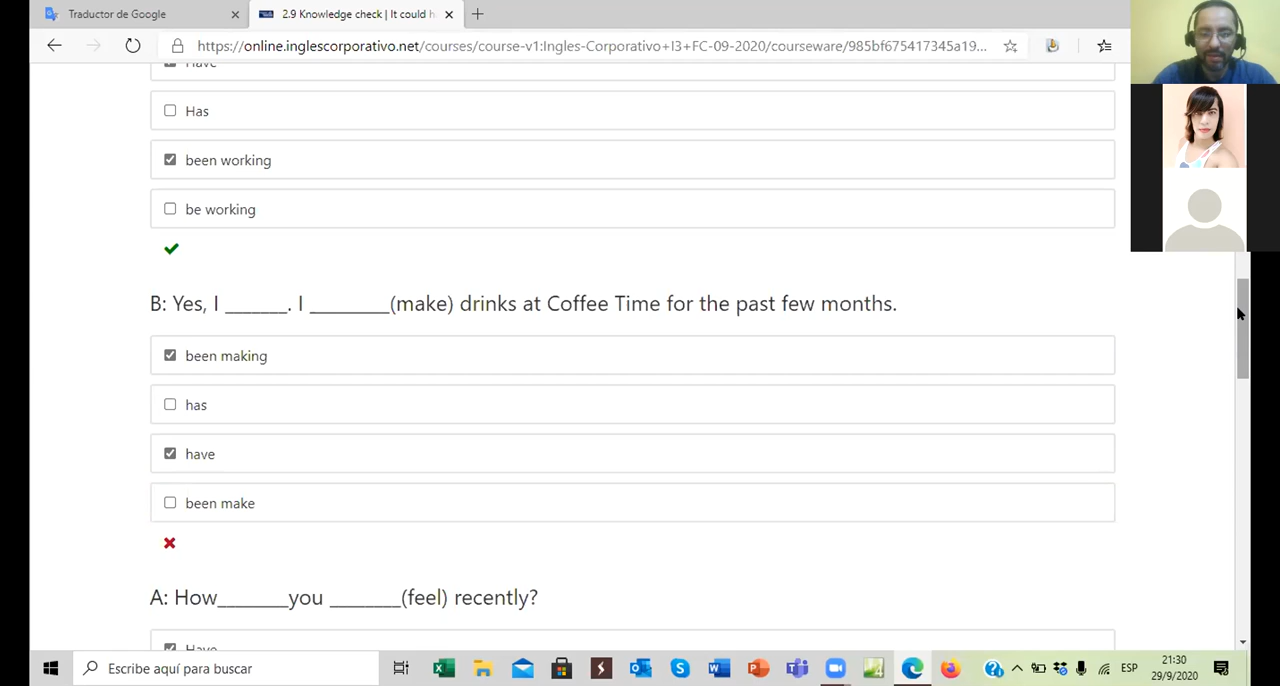 Traductor de Google
2.9 Knowledge check | It could h
https://online.inglescorporativo.net/courses/course-v1:Ingles-Corporativo+I3+FC-09-2020/courseware/985bf675417345a19...
Have
Has
been working
be working
B: Yes, I _______. I _________(make) drinks at Coffee Time for the past few months.
been making
has
have
been make
A: How_______you ________(feel) recently?
Have
Escribe aquí para buscar
ESP
21:30
29/9/2020